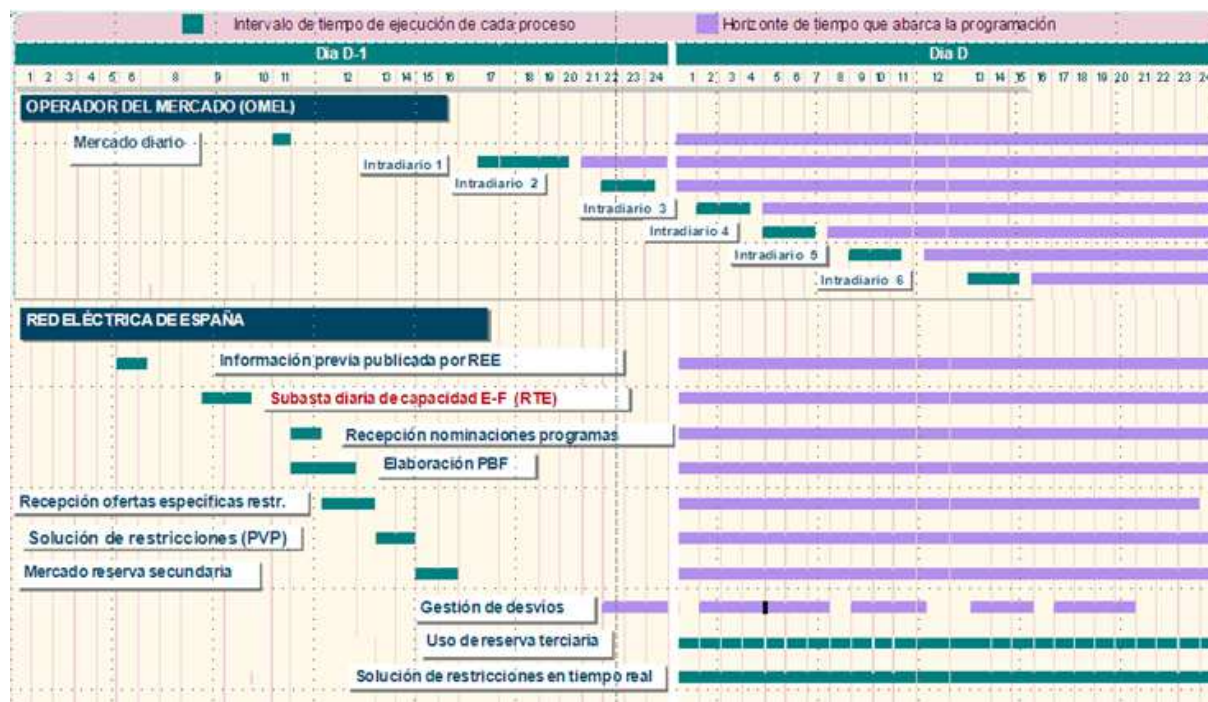 Intervalo de tiempo de ejecución de cada proceso Horizonte de tiempo que abarca la programación
Día D-1 Día D
1 2 3 4 5 6 8 9 10 11 12 13 14 15 16 17 18 19 20 21 22 23 24 1 2 3 4 5 6 7 8 9 10 11 12 13 14 15 16 17 18 19 20 21 22 23 24
OPERADOR DEL MERCADO (OMEL)
Mercado diario
Intradiario 1
Intradiario 2
Intradiario 3
Intradiario 4
Intradiario 5
Intradiario 6
RED ELÉCTRICA DE ESPAÑA
Información previa publicada por REE
Subasta diaria de capacidad E-F (RTE)
Recepción nominaciones programas
Elaboración PBF
Recepción ofertas específicas restr.
Solución de restricciones (PVP)
Mercado reserva secundaria
Gestión de desvíos
Uso de reserva terciaria
Solución de restricciones en tiempo real